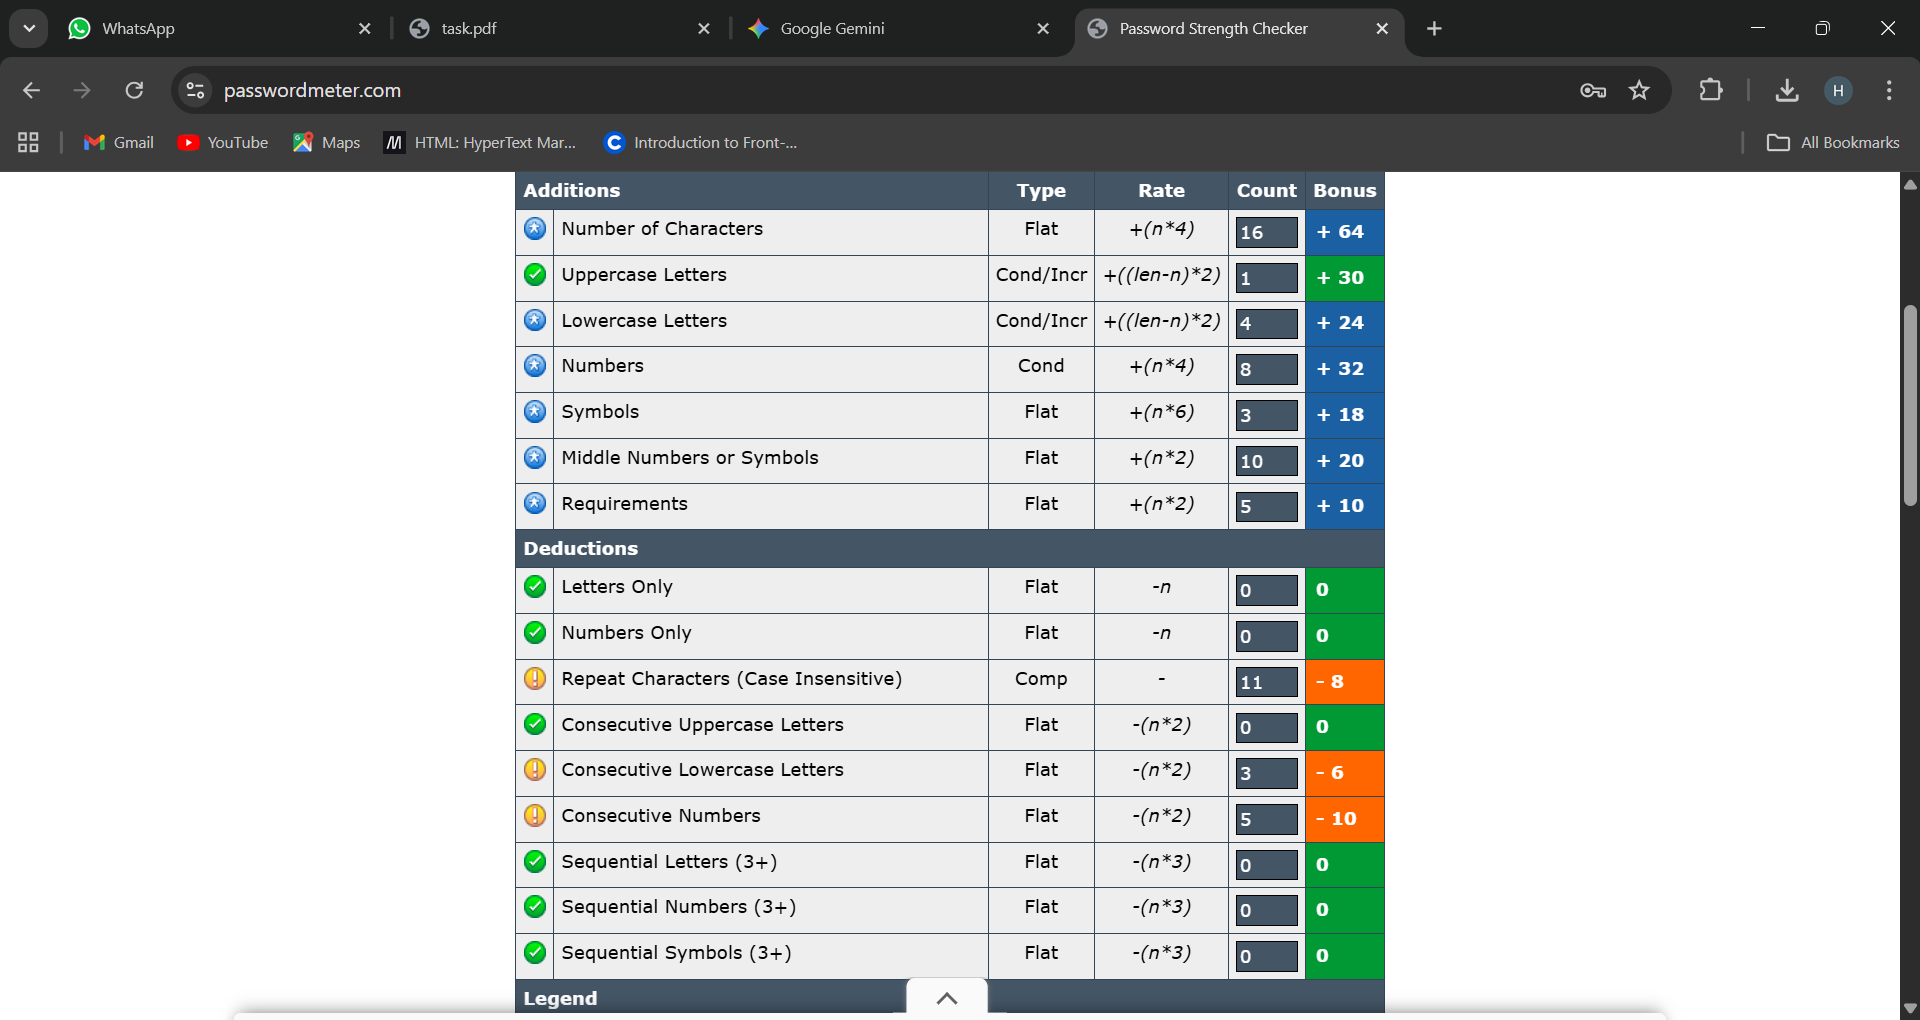 WhatsApp
task.pdf
Google Gemini
Password Strength Checker
passwordmeter.com
H
Gmail
YouTube
Maps
HTML: HyperText Mar...
Introduction to Front-...
All Bookmarks
Additions Type Rate Count Bonus
Number of Characters Flat +(n*4) 16 + 64
Uppercase Letters Cond/Incr +((len-n)*2) 1 + 30
Lowercase Letters Cond/Incr +((len-n)*2) 4 + 24
Numbers Cond +(n*4) 8 + 32
Symbols Flat +(n*6) 3 + 18
Middle Numbers or Symbols Flat +(n*2) 10 + 20
Requirements Flat +(n*2) 5 + 10
Deductions
Letters Only Flat -n 0 0
Numbers Only Flat -n 0 0
Repeat Characters (Case Insensitive) Comp - 11 - 8
Consecutive Uppercase Letters Flat -(n*2) 0 0
Consecutive Lowercase Letters Flat -(n*2) 3 - 6
Consecutive Numbers Flat -(n*2) 5 - 10
Sequential Letters (3+) Flat -(n*3) 0 0
Sequential Numbers (3+) Flat -(n*3) 0 0
Sequential Symbols (3+) Flat -(n*3) 0 0
Legend